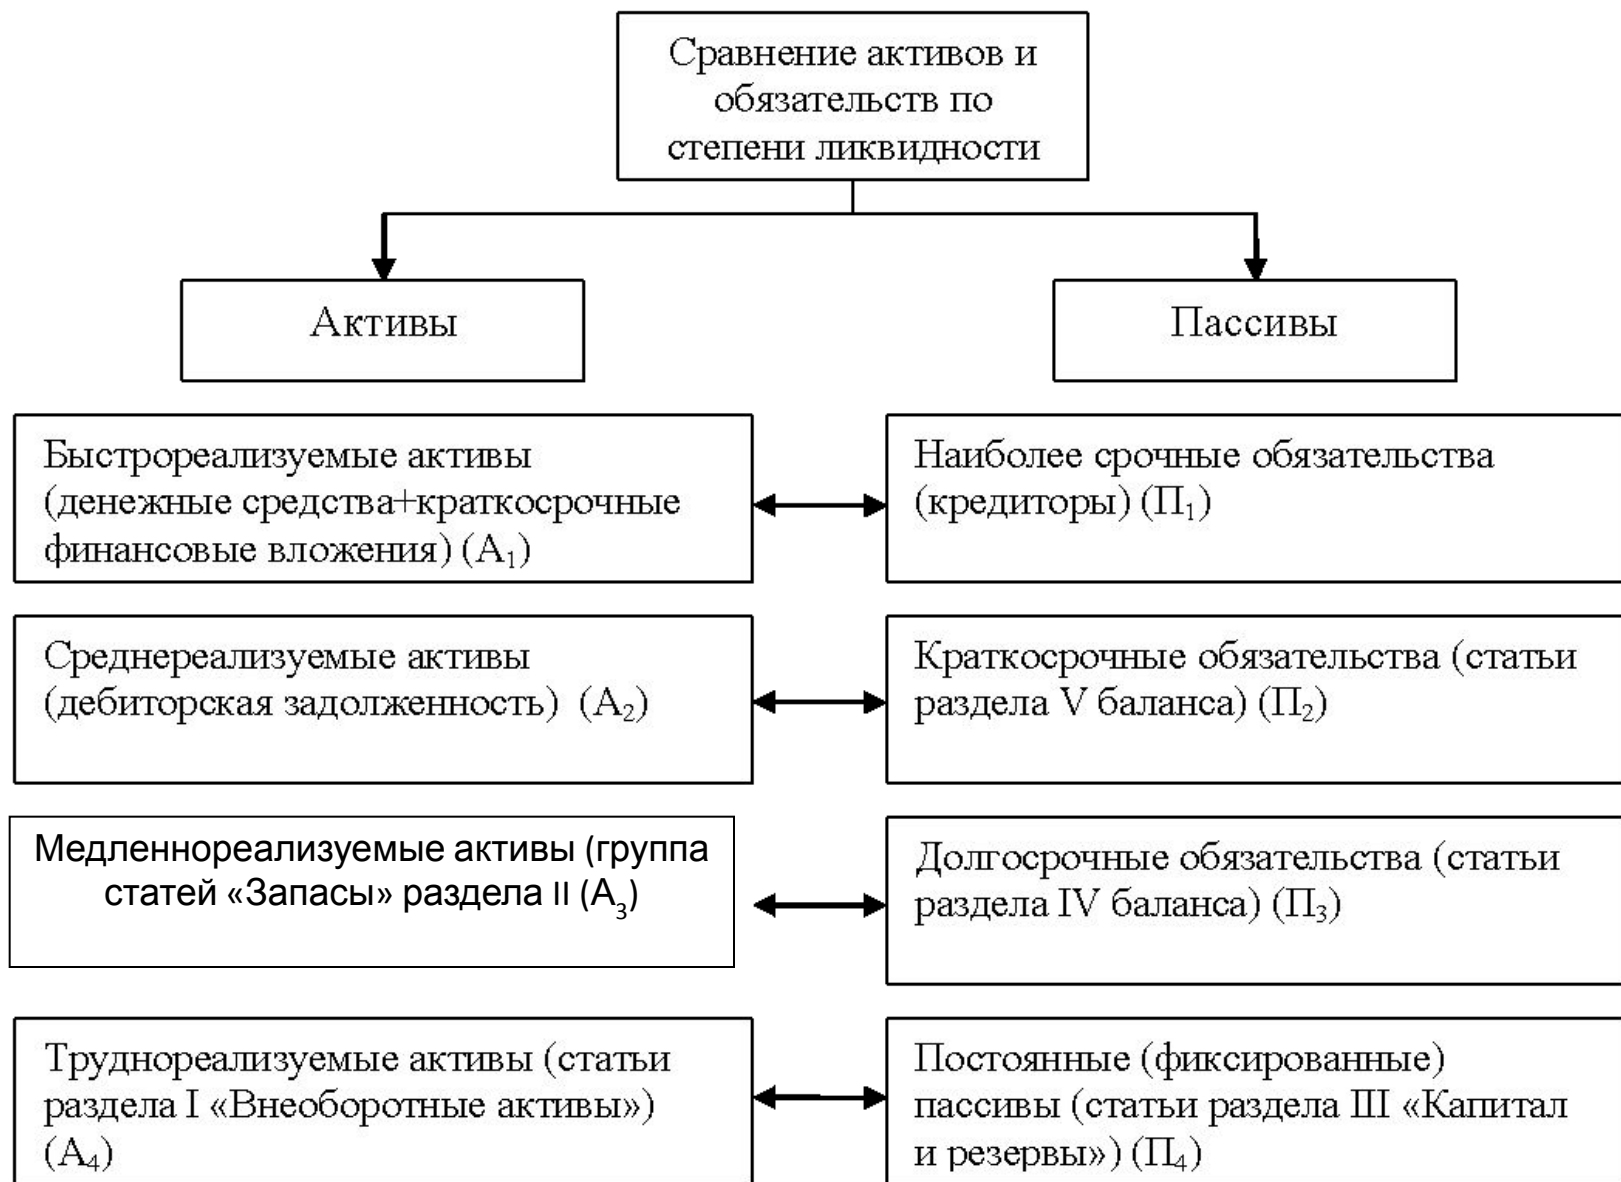 Сравнение активов и
обязательств по
степени ликвидности
Активы
Пассивы
Быстрореализуемые активы
(денежные средства+краткосрочные
финансовые вложения) (А₁)
Наиболее срочные обязательства
(кредиторы) (П₁)
Среднереализуемые активы
(дебиторская задолженность) (А₂)
Краткосрочные обязательства (статьи
раздела V баланса) (П₂)
Медленнореализуемые активы (группа
статей «Запасы» раздела II (А₃)
Долгосрочные обязательства (статьи
раздела IV баланса) (П₃)
Труднореализуемые активы (статьи
раздела I «Внеоборотные активы»)
(А₄)
Постоянные (фиксированные)
пассивы (статьи раздела III «Капитал
и резервы») (П₄)